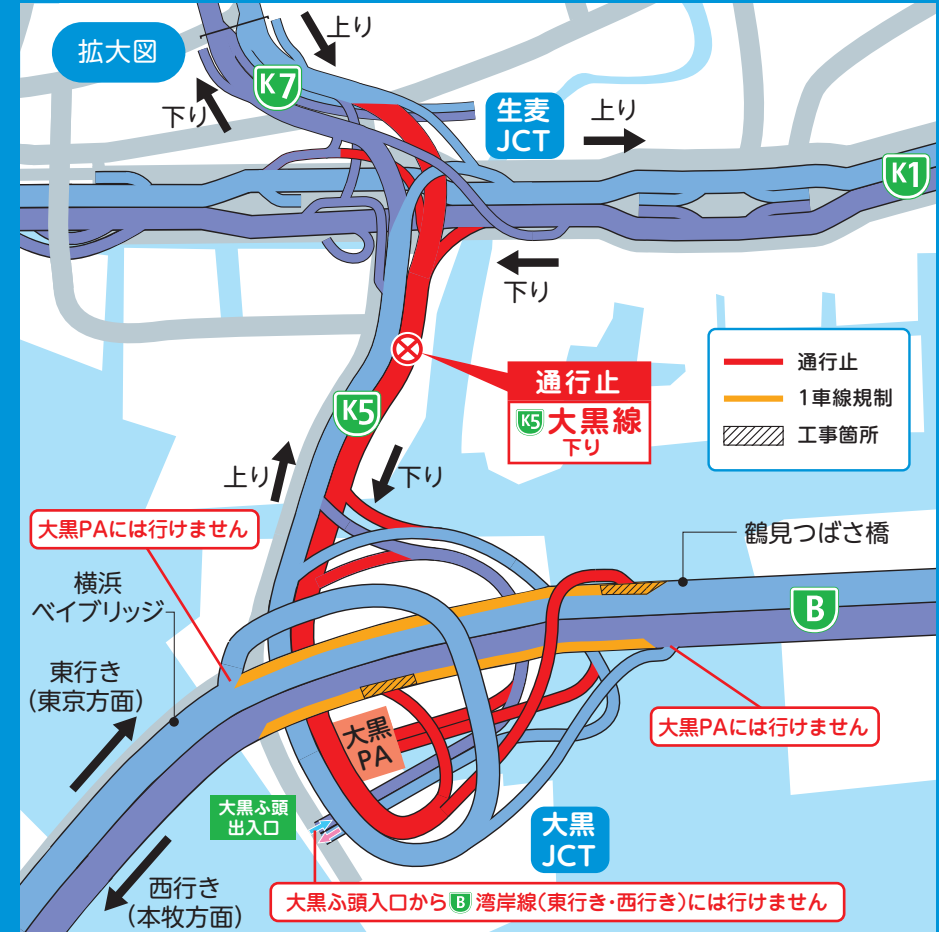 拡大図
上り
K7
下り
生麦
JCT
上り
K1
下り
通行止
K5 大黒線
下り
通行止
1車線規制
工事箇所
K5
上り
下り
大黒PAには行けません
鶴見つばさ橋
横浜
ベイブリッジ
B
東行き
(東京方面)
大黒
PA
大黒PAには行けません
大黒ふ頭
出入口
大黒
JCT
西行き
(本牧方面)
大黒ふ頭入口から B 湾岸線(東行き・西行き)には行けません